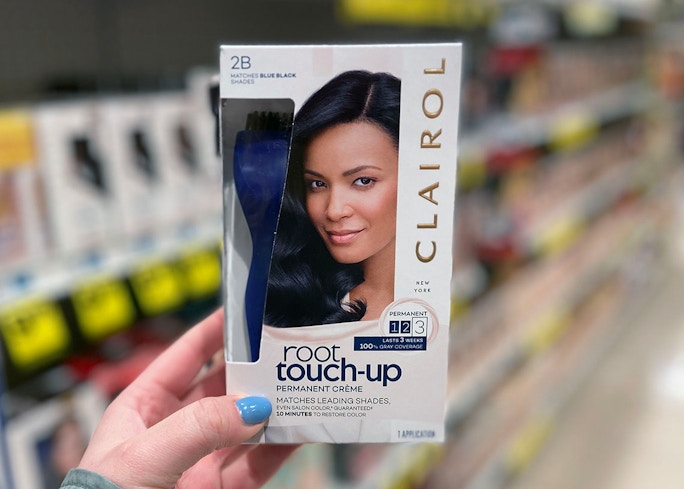 2B
MATCHES BLUE BLACK
SHADES
CLAIROL
NEW
YORK
PERMANENT
1 2 3
LASTS 3 WEEKS
100% GRAY COVERAGE
root
touch-up
PERMANENT CRÈME
MATCHES LEADING SHADES,
EVEN SALON COLOR,* GUARANTEED†
10 MINUTES TO RESTORE COLOR
1 APPLICATION